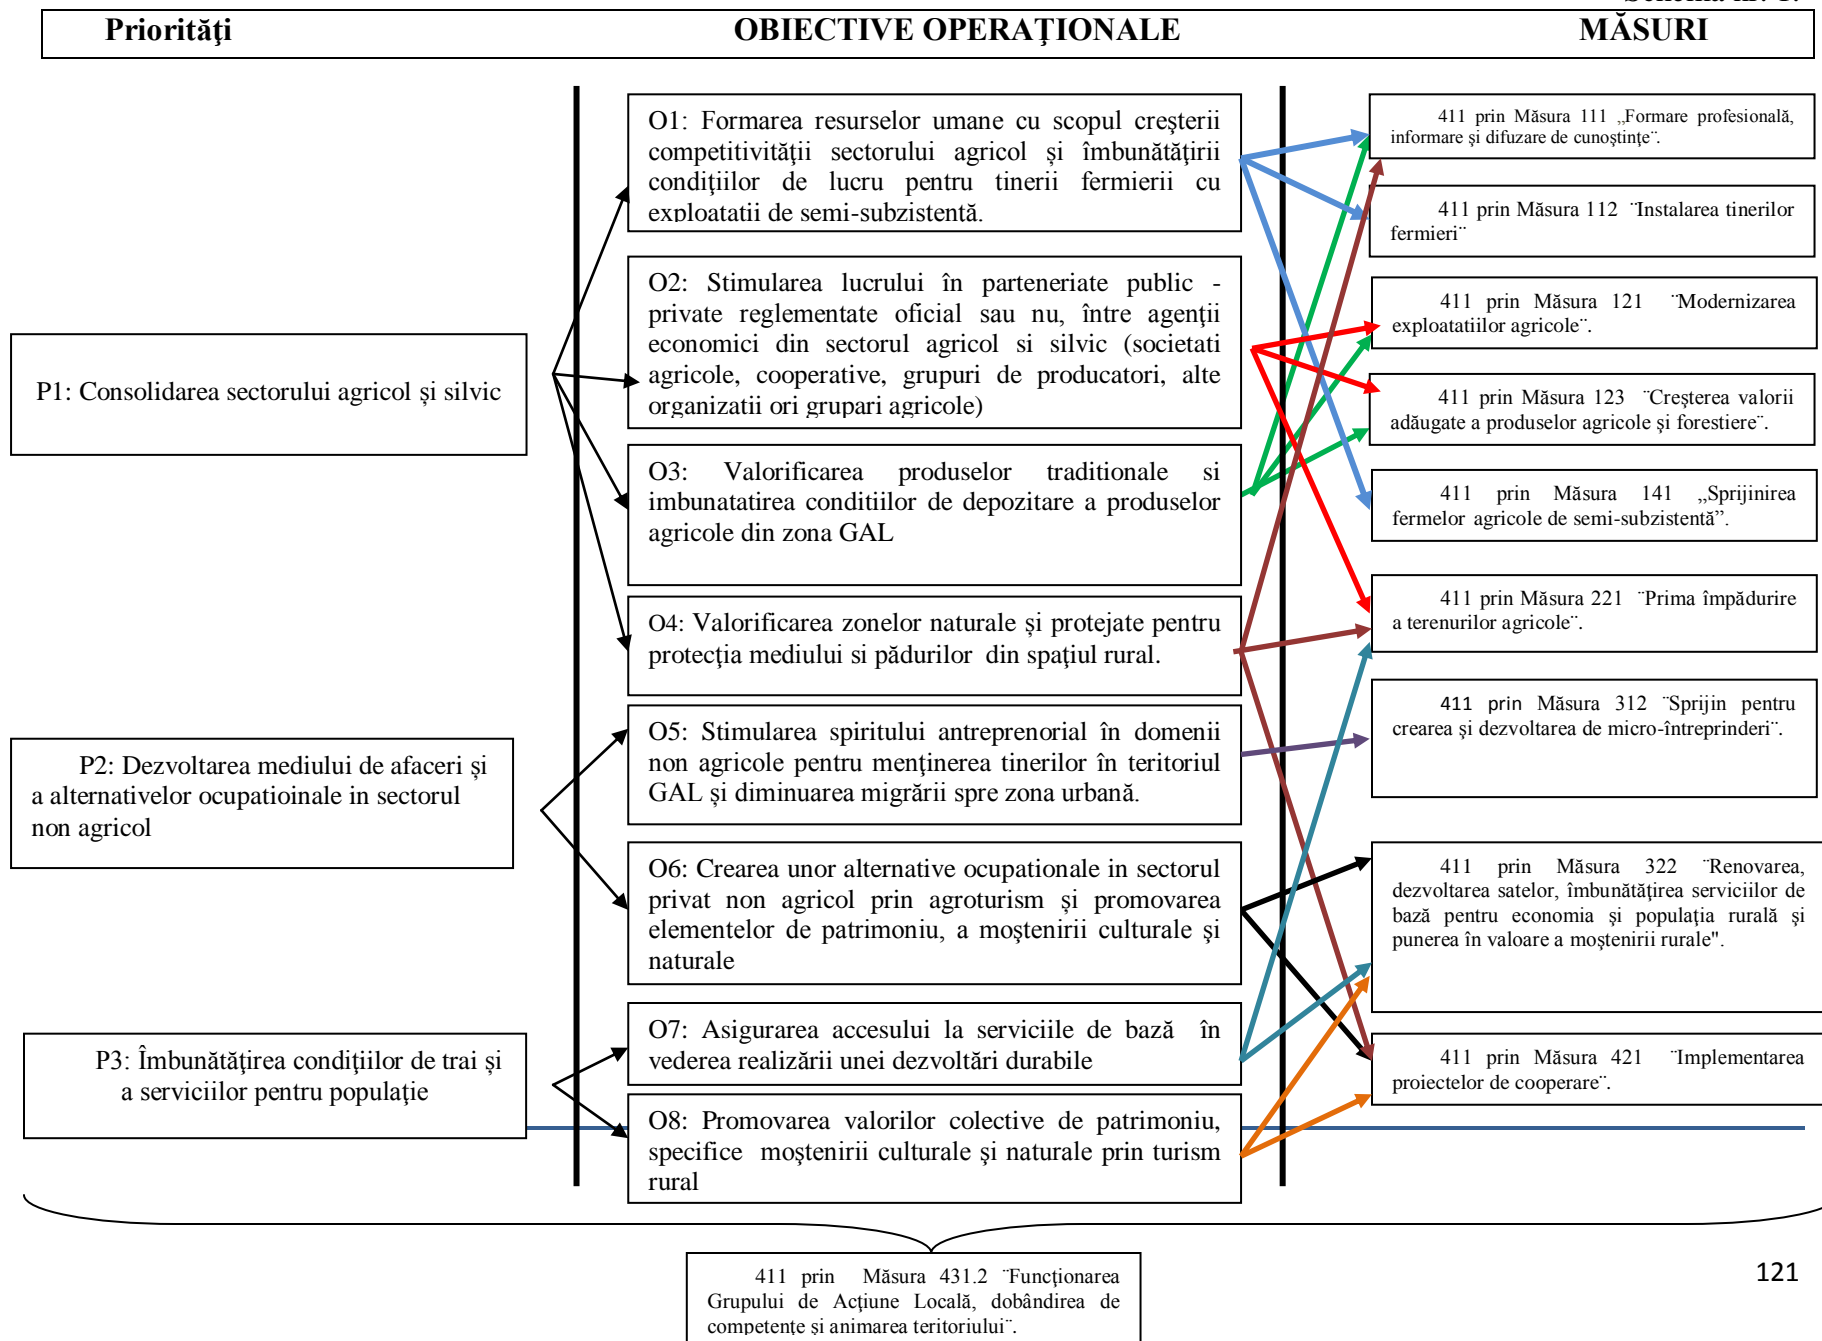 Schema nr. 1.
Priorităţi OBIECTIVE OPERAŢIONALE MĂSURI
P1: Consolidarea sectorului agricol și silvic
P2: Dezvoltarea mediului de afaceri și
a alternativelor ocupatioinale in sectorul
non agricol
P3: Îmbunătăţirea condiţiilor de trai și
a serviciilor pentru populaţie
O1: Formarea resurselor umane cu scopul creșterii
competitivităţii sectorului agricol și îmbunătăţirii
condiţiilor de lucru pentru tinerii fermierii cu
exploatatii de semi-subzistentă.
O2: Stimularea lucrului în parteneriate public -
private reglementate oficial sau nu, între agenţii
economici din sectorul agricol si silvic (societati
agricole, cooperative, grupuri de producatori, alte
organizatii ori grupari agricole)
O3: Valorificarea produselor traditionale si
imbunatatirea conditiilor de depozitare a produselor
agricole din zona GAL
O4: Valorificarea zonelor naturale și protejate pentru
protecţia mediului si pădurilor din spaţiul rural.
O5: Stimularea spiritului antreprenorial în domenii
non agricole pentru menţinerea tinerilor în teritoriul
GAL și diminuarea migrării spre zona urbană.
O6: Crearea unor alternative ocupationale in sectorul
privat non agricol prin agroturism și promovarea
elementelor de patrimoniu, a moştenirii culturale şi
naturale
O7: Asigurarea accesului la serviciile de bază în
vederea realizării unei dezvoltări durabile
O8: Promovarea valorilor colective de patrimoniu,
specifice moştenirii culturale şi naturale prin turism
rural
411 prin Măsura 111 „Formare profesională,
informare și difuzare de cunoştinţe¨.
411 prin Măsura 112 ¨Instalarea tinerilor
fermieri¨
411 prin Măsura 121 ¨Modernizarea
exploatatiilor agricole¨.
411 prin Măsura 123 ¨Creşterea valorii
adăugate a produselor agricole şi forestiere¨.
411 prin Măsura 141 „Sprijinirea
fermelor agricole de semi-subzistentă”.
411 prin Măsura 221 ¨Prima împădurire
a terenurilor agricole¨.
411 prin Măsura 312 ¨Sprijin pentru
crearea şi dezvoltarea de micro-întreprinderi¨.
411 prin Măsura 322 ¨Renovarea,
dezvoltarea satelor, îmbunătăţirea serviciilor de
bază pentru economia şi populaţia rurală şi
punerea în valoare a moştenirii rurale".
411 prin Măsura 421 ¨Implementarea
proiectelor de cooperare¨.
411 prin Măsura 431.2 ¨Funcţionarea
Grupului de Acţiune Locală, dobândirea de
competenţe şi animarea teritoriului¨.
121